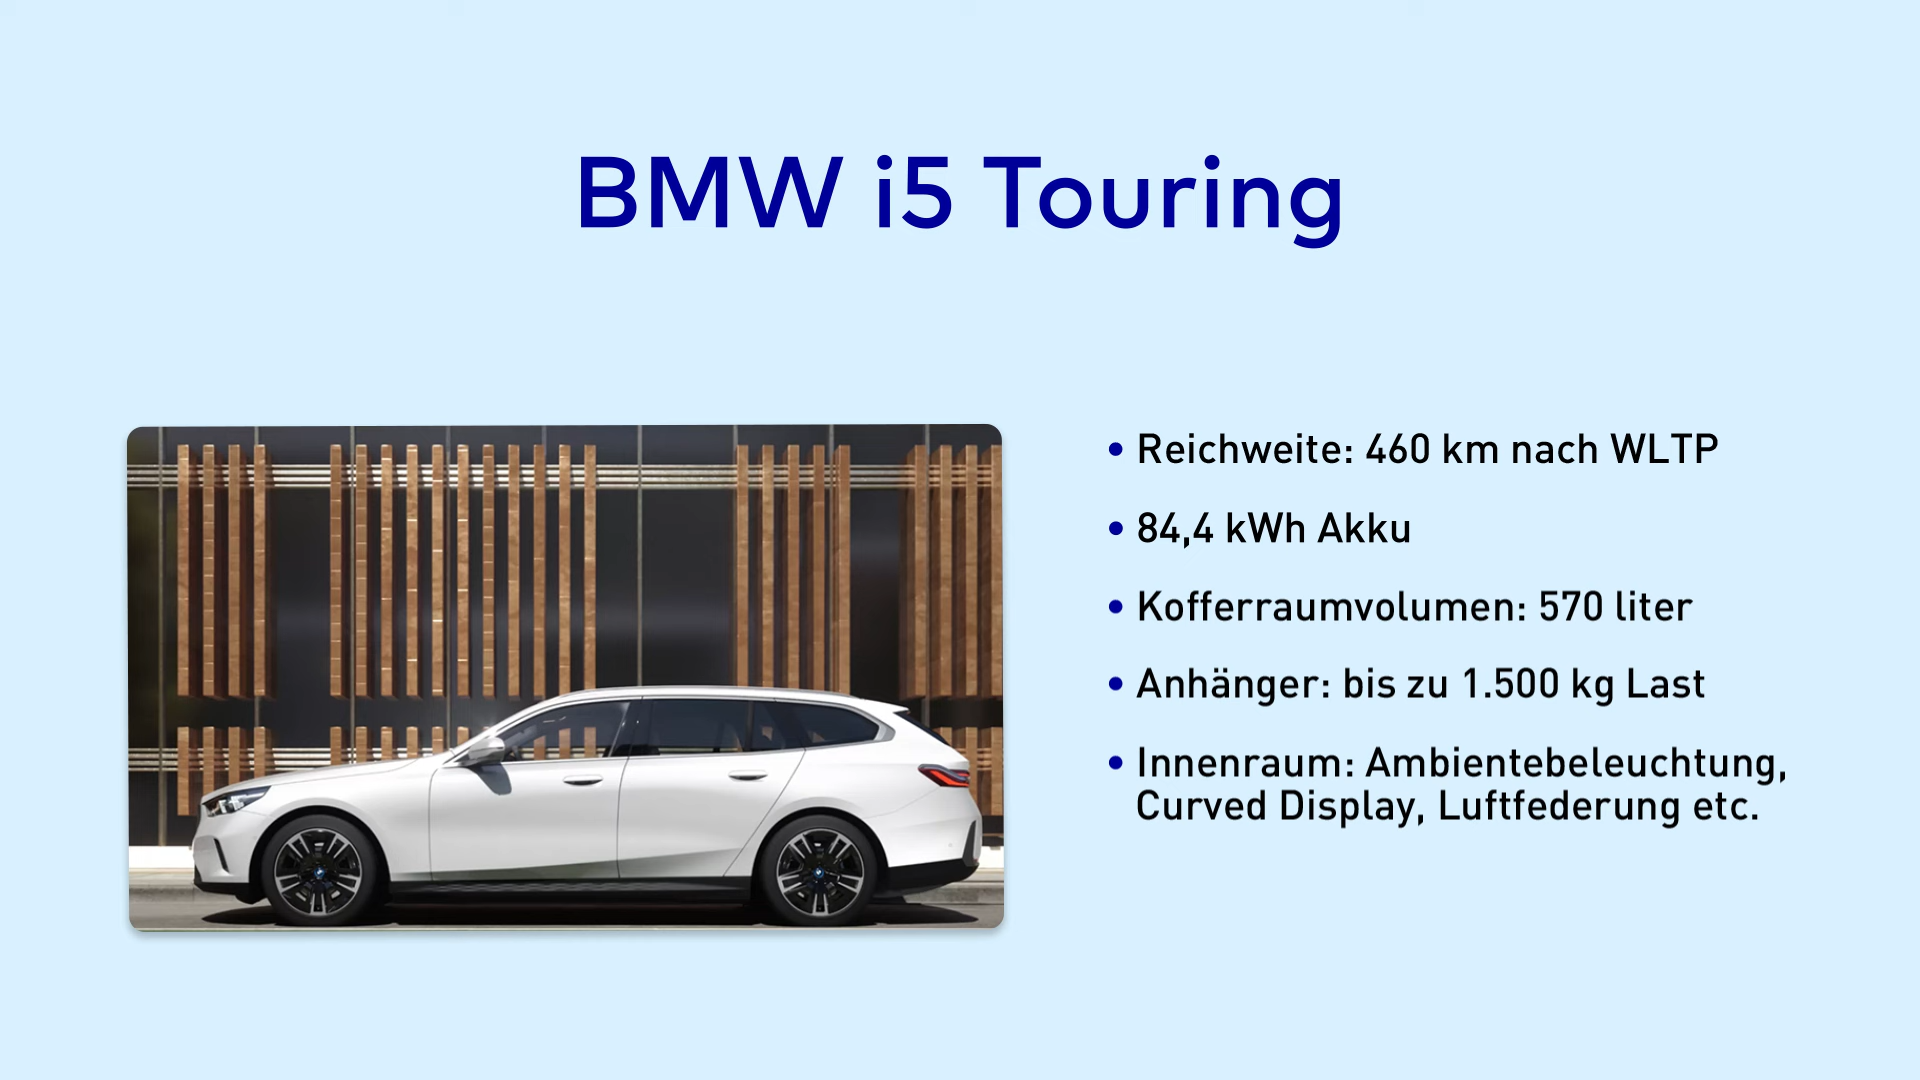 BMW i5 Touring
• Reichweite: 460 km nach WLTP
• 84,4 kWh Akku
• Kofferraumvolumen: 570 liter
• Anhänger: bis zu 1.500 kg Last
• Innenraum: Ambientebeleuchtung,
Curved Display, Luftfederung etc.